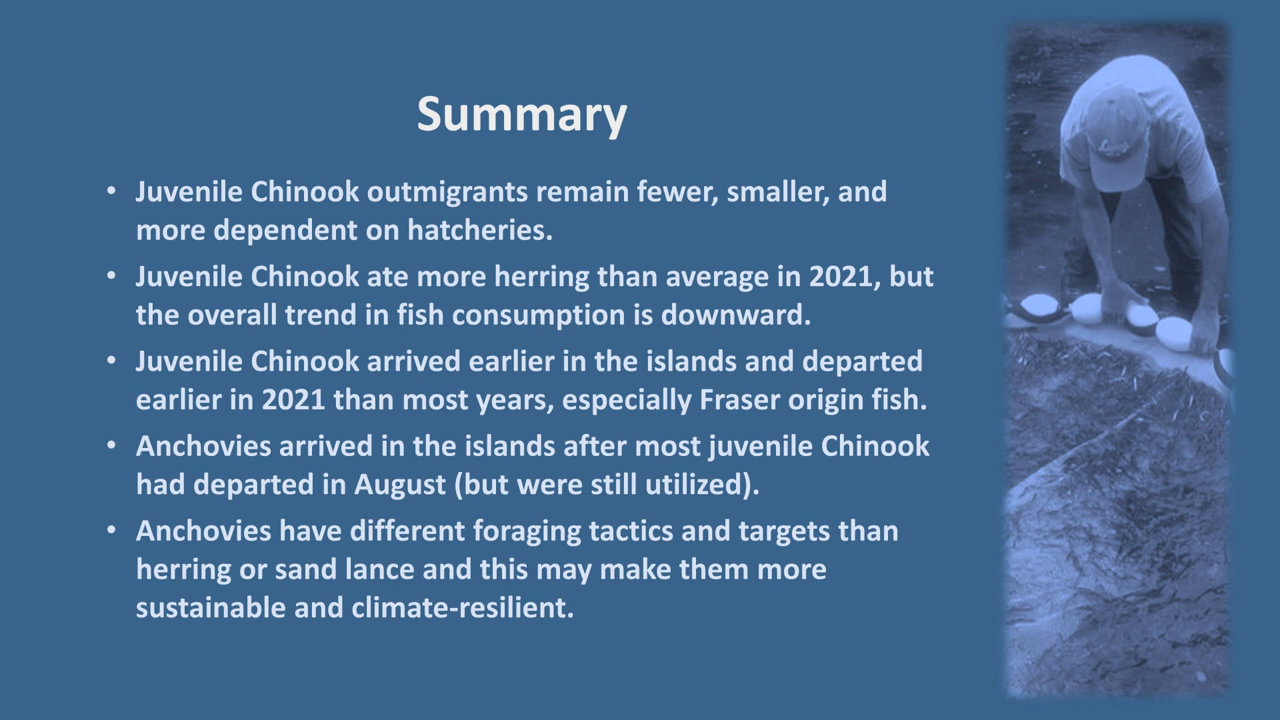 Summary
• Juvenile Chinook outmigrants remain fewer, smaller, and
more dependent on hatcheries.
• Juvenile Chinook ate more herring than average in 2021, but
the overall trend in fish consumption is downward.
• Juvenile Chinook arrived earlier in the islands and departed
earlier in 2021 than most years, especially Fraser origin fish.
• Anchovies arrived in the islands after most juvenile Chinook
had departed in August (but were still utilized).
• Anchovies have different foraging tactics and targets than
herring or sand lance and this may make them more
sustainable and climate-resilient.